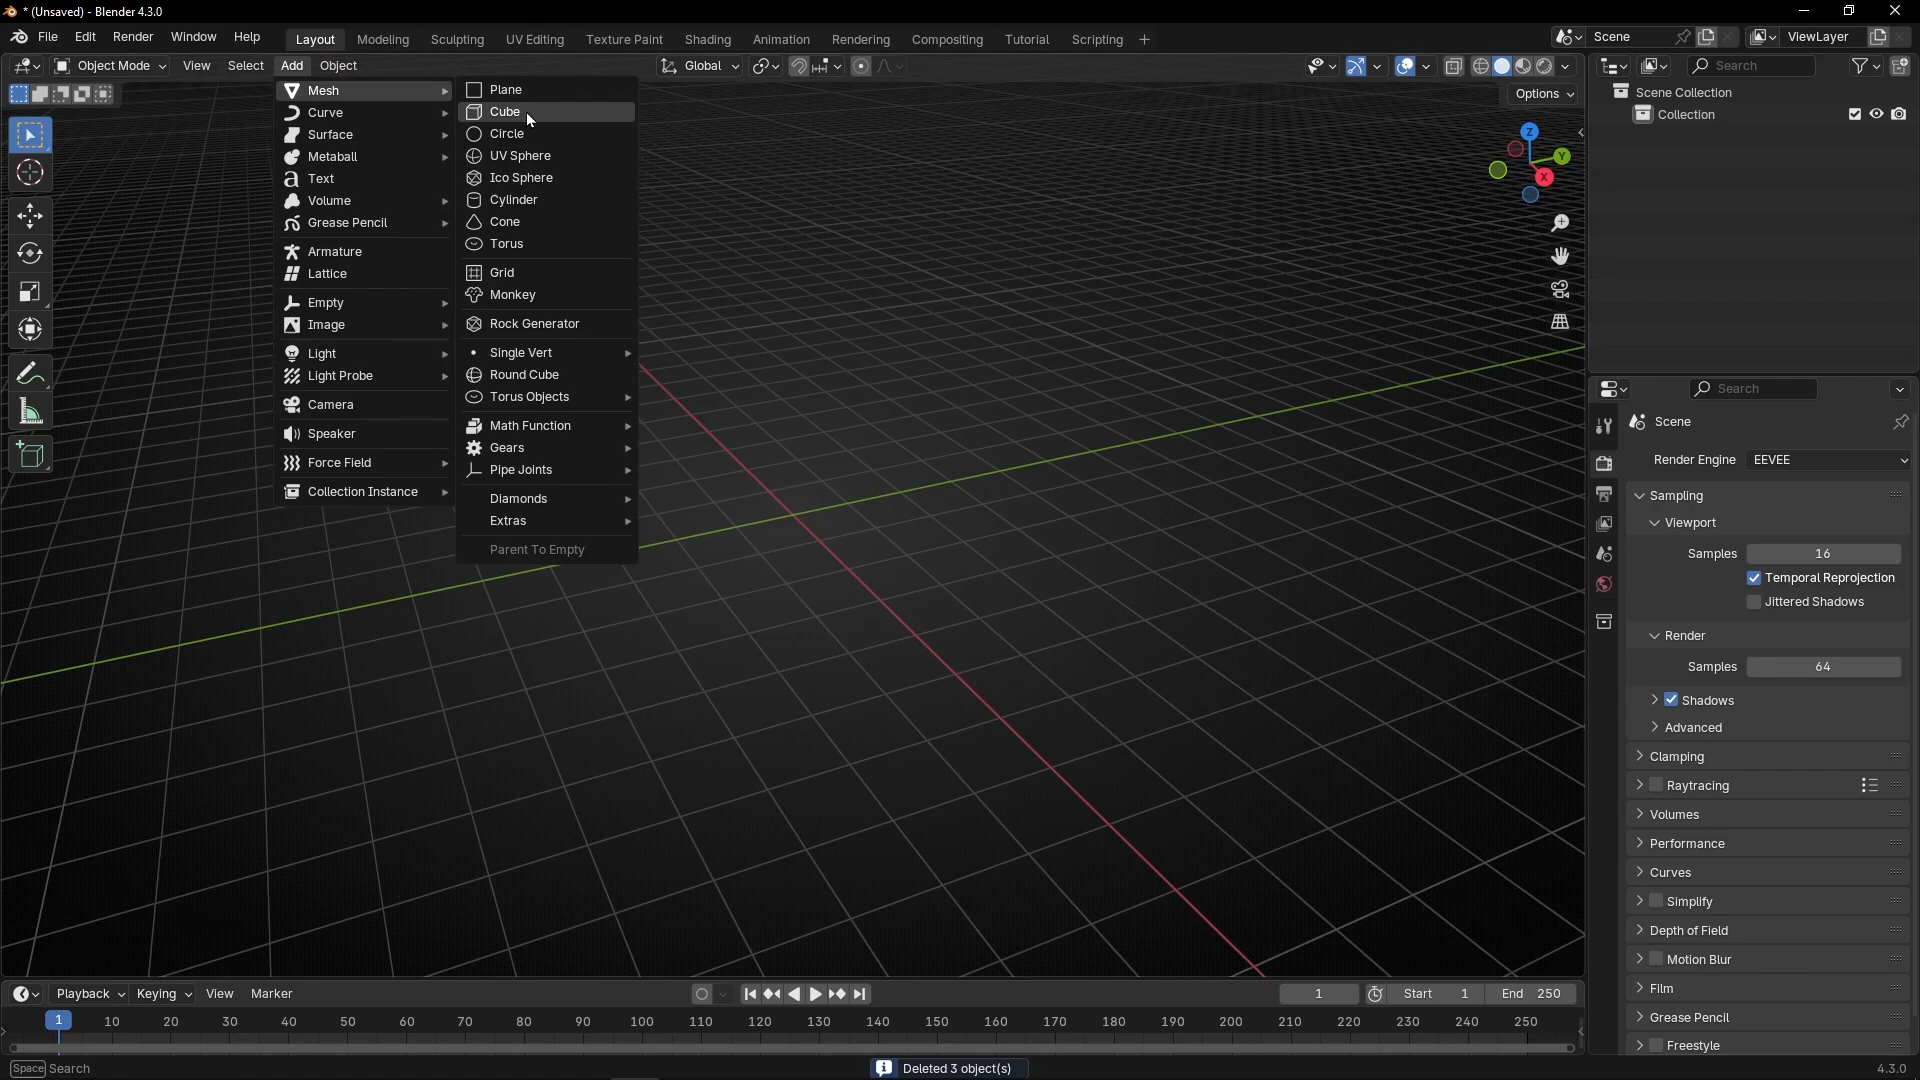 * (Unsaved) - Blender 4.3.0
File Edit Render Window Help
Layout Modeling Sculpting UV Editing Texture Paint Shading Animation Rendering Compositing Tutorial Scripting +
Scene
ViewLayer
Object Mode View Select Add Object
Global
Options
Mesh
Curve
Surface
Metaball
Text
Volume
Grease Pencil
Armature
Lattice
Empty
Image
Light
Light Probe
Camera
Speaker
Force Field
Collection Instance
Plane
Cube
Circle
UV Sphere
Ico Sphere
Cylinder
Cone
Torus
Grid
Monkey
Rock Generator
Single Vert
Round Cube
Torus Objects
Math Function
Gears
Pipe Joints
Diamonds
Extras
Parent To Empty
Z
Y
X
Search
Scene Collection
Collection
Search
Scene
Render Engine EEVEE
Sampling
Viewport
Samples 16
Temporal Reprojection
Jittered Shadows
Render
Samples 64
Shadows
Advanced
Clamping
Raytracing
Volumes
Performance
Curves
Simplify
Depth of Field
Motion Blur
Film
Grease Pencil
Freestyle
Playback Keying View Marker
1 Start 1 End 250
1 10 20 30 40 50 60 70 80 90 100 110 120 130 140 150 160 170 180 190 200 210 220 230 240 250
Space Search
Deleted 3 object(s)
4.3.0